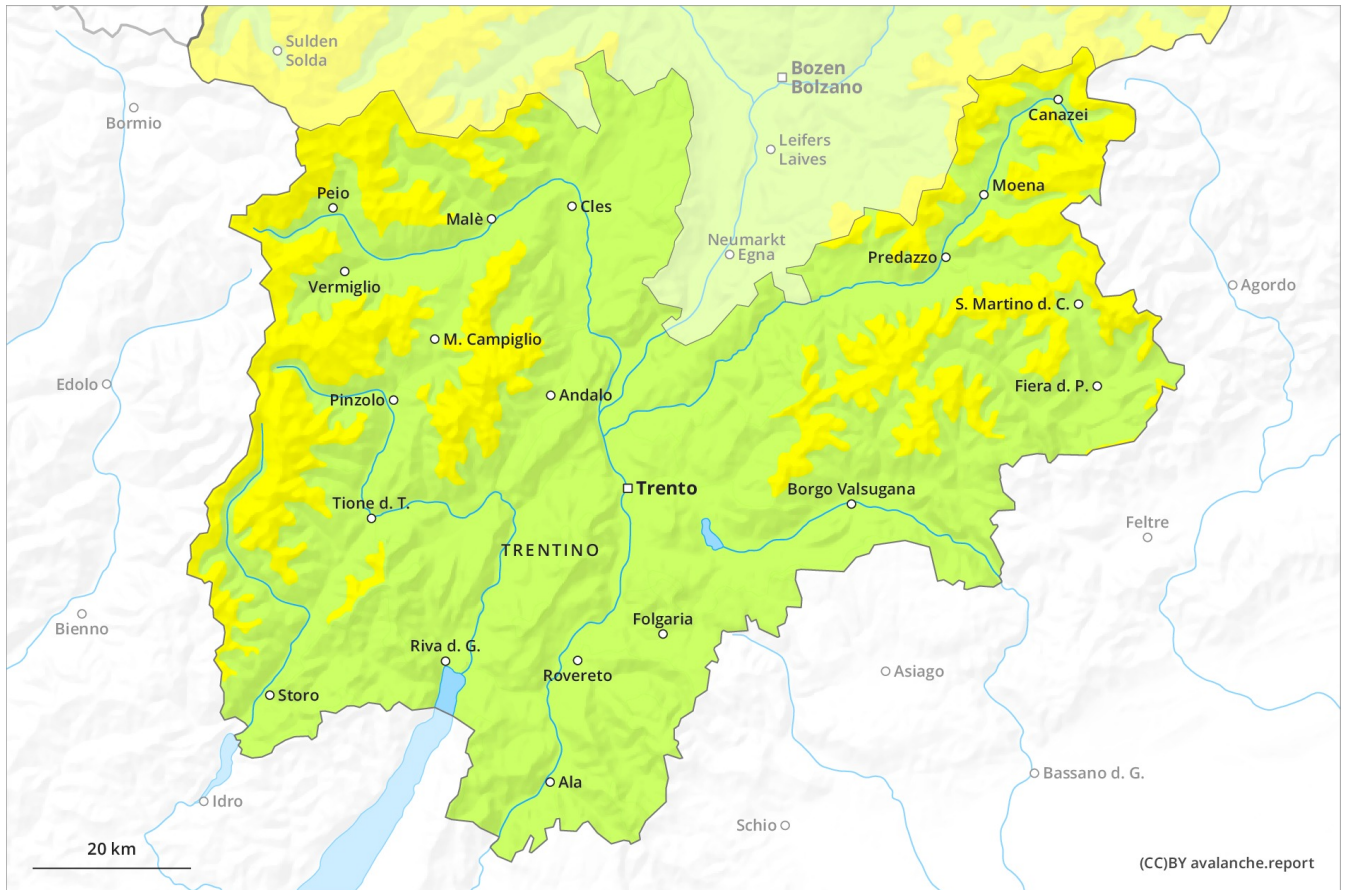 Sulden
Solda
Bozen
Bolzano
Bormio
Canazei
Leifers
Laives
Peio
Moena
Malè
Cles
Neumarkt
Egna
Predazzo
Vermiglio
Agordo
S. Martino d. C.
M. Campiglio
Edolo
Pinzolo
Andalo
Fiera d. P.
Trento
Borgo Valsugana
Tione d. T.
Feltre
TRENTINO
Bienno
Folgaria
Riva d. G.
Rovereto
Asiago
Storo
Bassano d. G.
Ala
Idro
Schio
20 km
(CC)BY avalanche.report